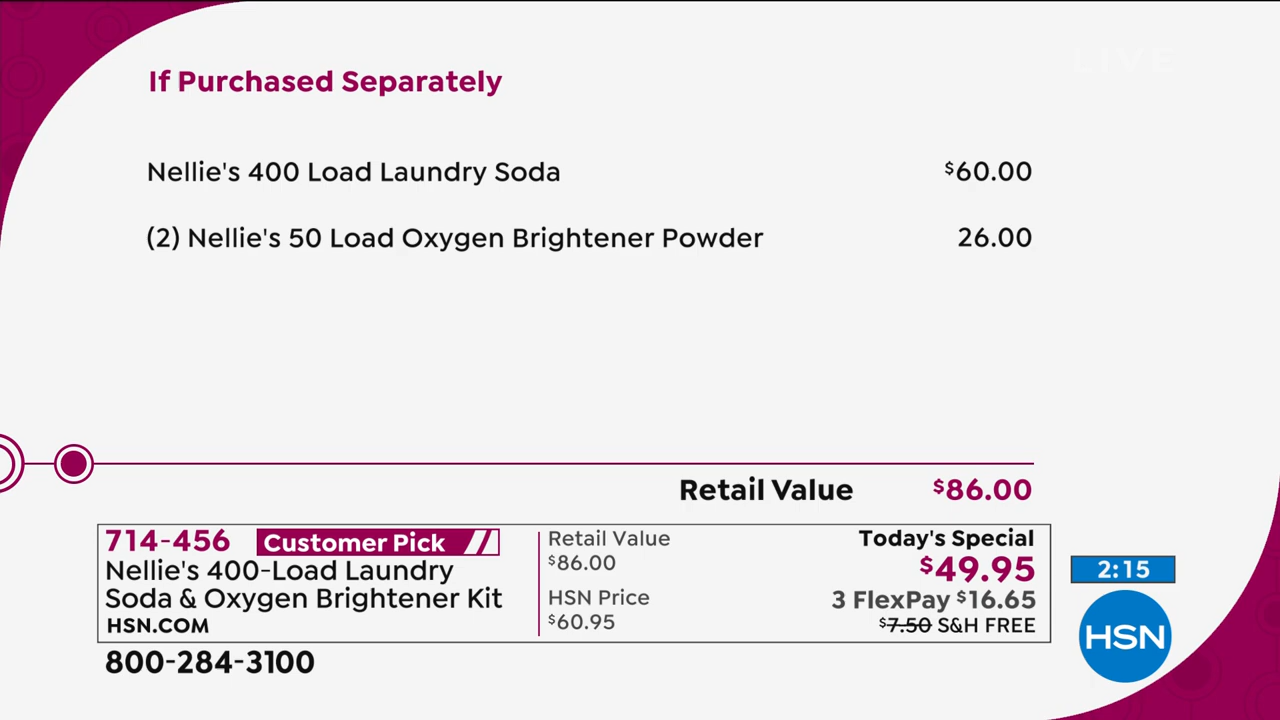 LIVE
If Purchased Separately
Nellie's 400 Load Laundry Soda $60.00
(2) Nellie's 50 Load Oxygen Brightener Powder 26.00
Retail Value $86.00
714-456 Customer Pick
Nellie's 400-Load Laundry
Soda & Oxygen Brightener Kit
HSN.COM
Retail Value
$86.00
HSN Price
$60.95
Today's Special
$49.95
3 FlexPay $16.65
$7.50 S&H FREE
2:15
HSN
800-284-3100